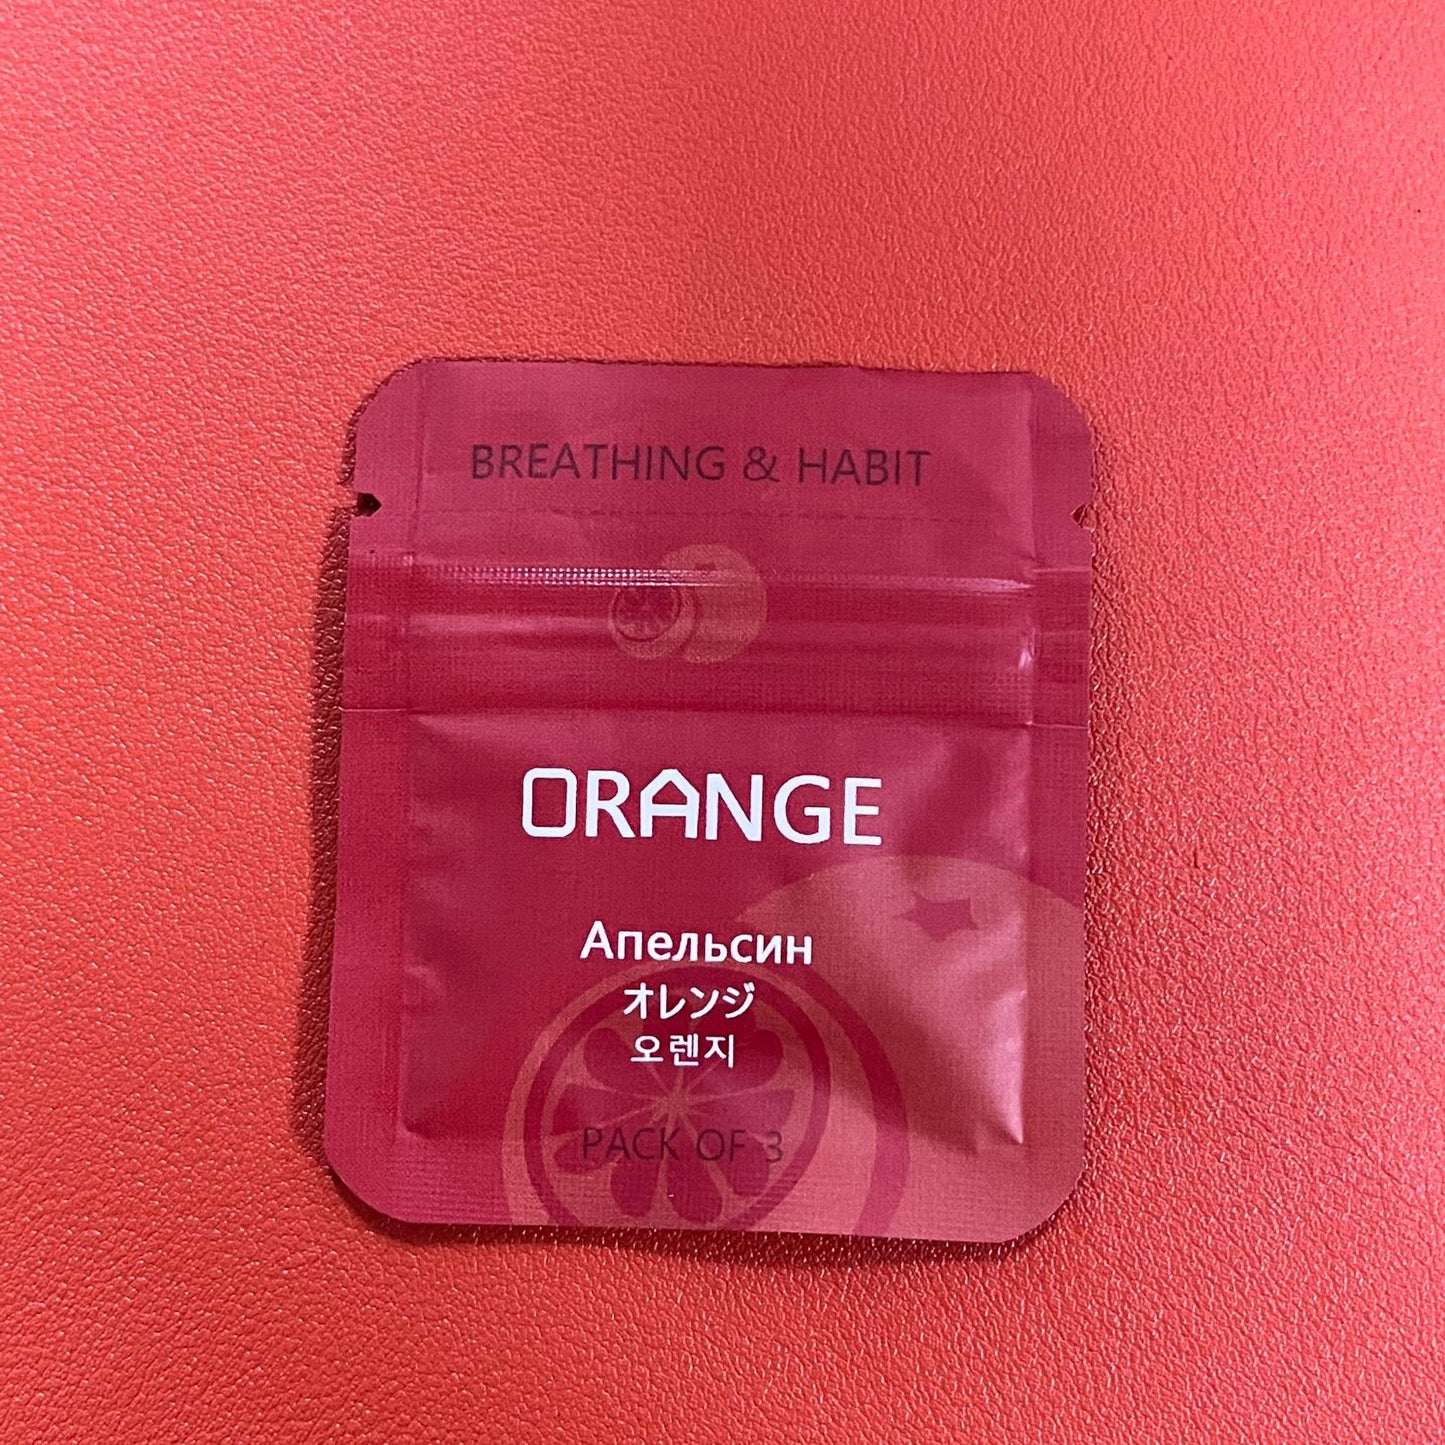 BREATHING & HABIT
ORANGE
Апельсин
オレンジ
오렌지
PACK OF 3